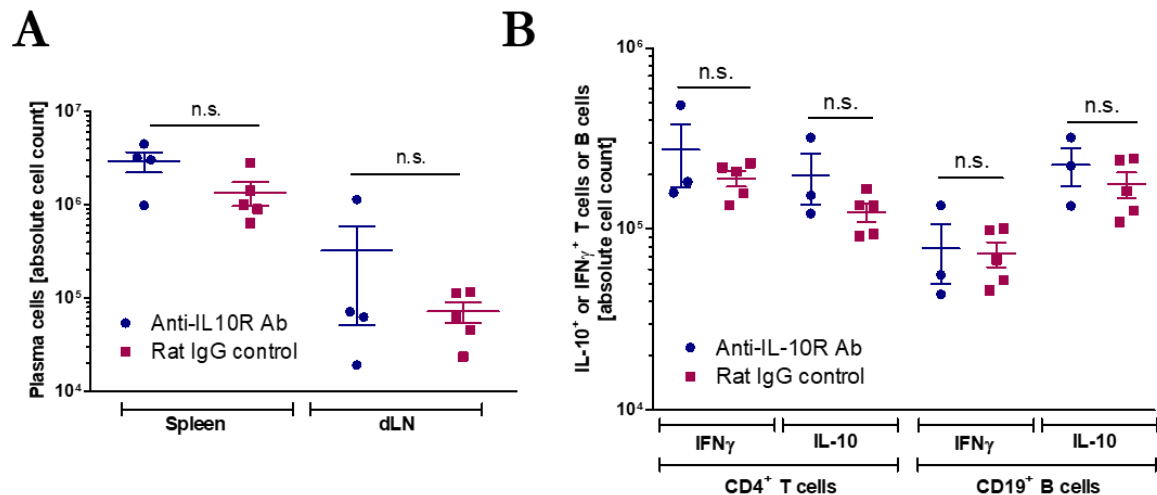 A
Plasma cells [absolute cell count]
10⁷
10⁶
10⁵
10⁴
n.s.
n.s.
Anti-IL10R Ab
Rat IgG control
Spleen
dLN
B
IL-10⁺ or IFNγ⁺ T cells or B cells
[absolute cell count]
10⁶
10⁵
10⁴
n.s.
n.s.
n.s.
n.s.
Anti-IL-10R Ab
Rat IgG control
IFNγ
IL-10
IFNγ
IL-10
CD4⁺ T cells
CD19⁺ B cells